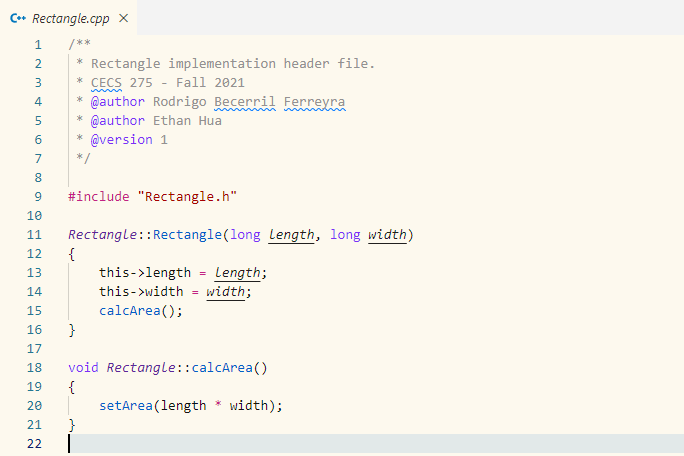 C++ Rectangle.cpp ×
1 /**
2  * Rectangle implementation header file.
3  * CECS 275 - Fall 2021
4  * @author Rodrigo Becerril Ferreyra
5  * @author Ethan Hua
6  * @version 1
7  */
8
9 #include "Rectangle.h"
10
11 Rectangle::Rectangle(long length, long width)
12 {
13     this->length = length;
14     this->width = width;
15     calcArea();
16 }
17
18 void Rectangle::calcArea()
19 {
20     setArea(length * width);
21 }
22